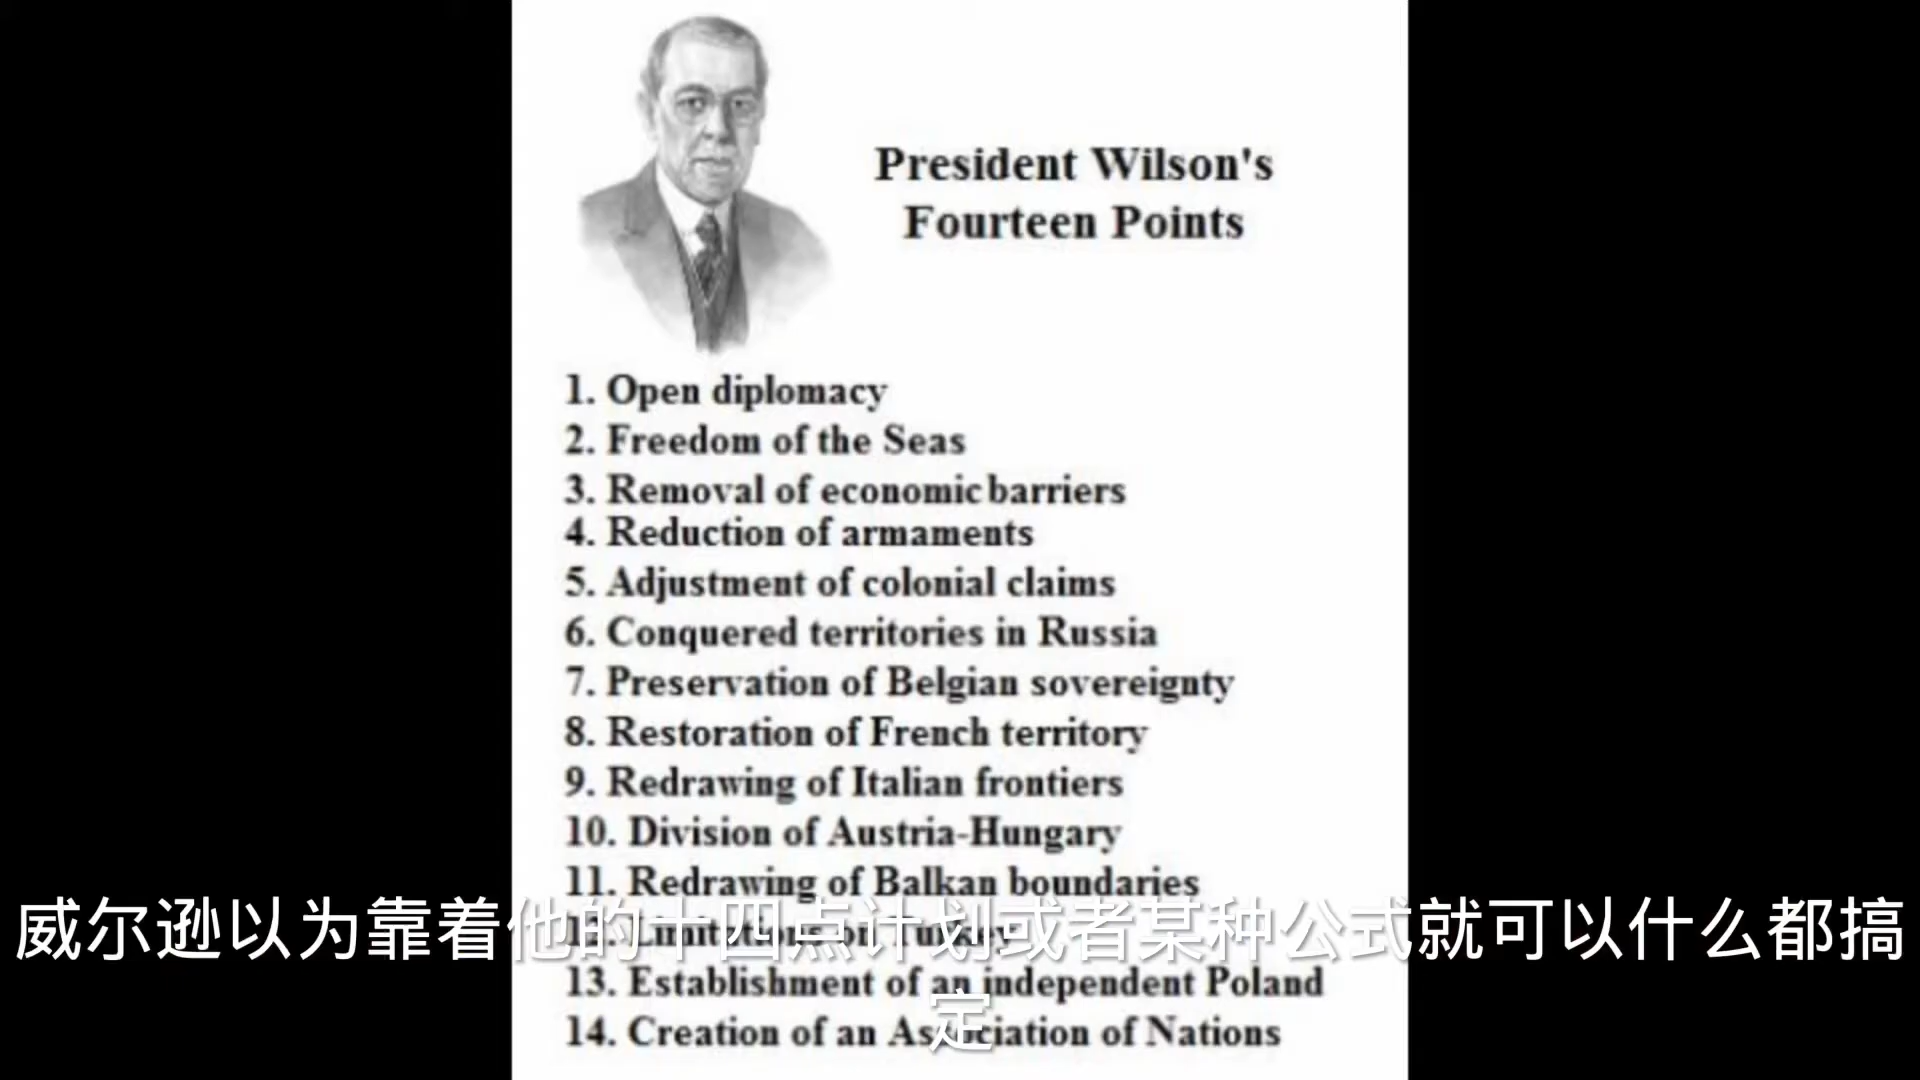 President Wilson's
Fourteen Points
1. Open diplomacy
2. Freedom of the Seas
3. Removal of economic barriers
4. Reduction of armaments
5. Adjustment of colonial claims
6. Conquered territories in Russia
7. Preservation of Belgian sovereignty
8. Restoration of French territory
9. Redrawing of Italian frontiers
10. Division of Austria-Hungary
11. Redrawing of Balkan boundaries
12. Limitations on Turkey
13. Establishment of an independent Poland
14. Creation of an Association of Nations
威尔逊以为靠着他的十四点计划或者某种公式就可以什么都搞
定